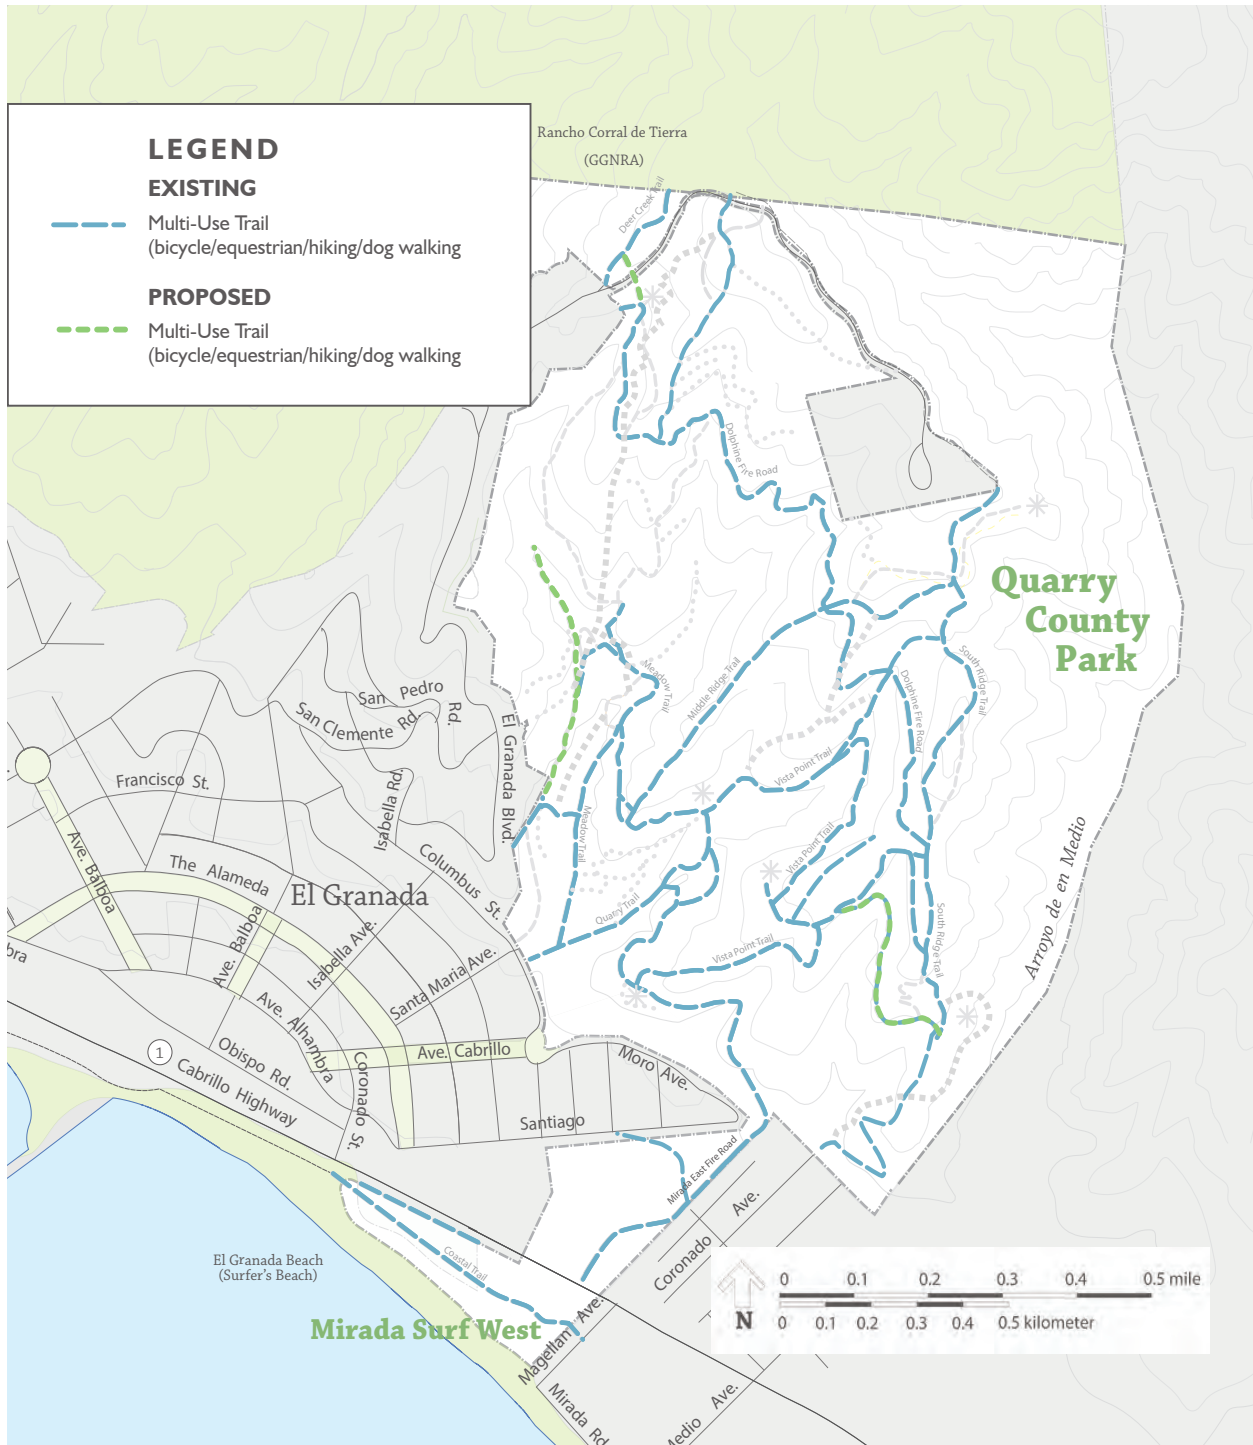 Rancho Corral de Tierra
(GGNRA)
LEGEND
EXISTING
Multi-Use Trail
(bicycle/equestrian/hiking/dog walking
PROPOSED
Multi-Use Trail
(bicycle/equestrian/hiking/dog walking
Deer Creek Trail
Dolphine Fire Road
Quarry
County
Park
South Ridge Trail
Meadow Trail
Middle Ridge Trail
Dolphine Fire Road
San Pedro Rd.
San Clemente Rd.
El Granada Blvd.
Francisco St.
Isabella Rd.
Vista Point Trail
Meadow Trail
Vista Point Trail
Columbus St.
The Alameda
Ave. Balboa
El Granada
Quarry Trail
Arroyo de en Medio
Ave. Balboa
Isabella Ave.
Santa Maria Ave.
Vista Point Trail
South Ridge Trail
bra
Ave. Alhambra
Obispo Rd.
Ave. Cabrillo
Moro Ave.
1
Cabrillo Highway
Coronado St.
Santiago
Mirada East Fire Road
Coronado Ave.
El Granada Beach
(Surfer's Beach)
Coastal Trail
Mirada Surf West
Magellan Ave.
Mirada Rd
Medio Ave.
N
0 0.1 0.2 0.3 0.4 0.5 mile
0 0.1 0.2 0.3 0.4 0.5 kilometer